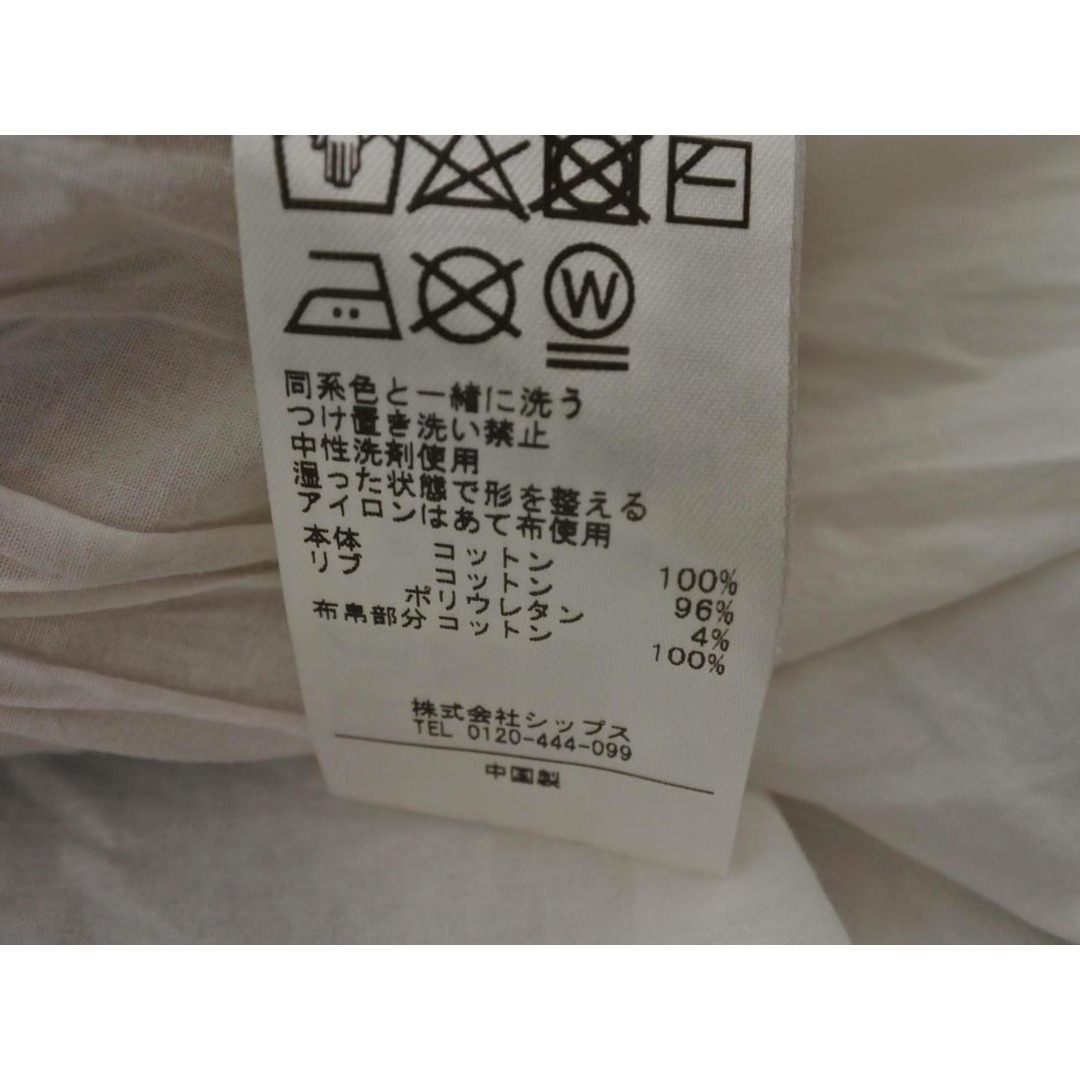 W
同系色と一緒に洗う
つけ置き洗い禁止
中性洗剤使用
湿った状態で形を整える
アイロンはあて布使用
本体 コットン 100%
リブ コットン 96%
ポリウレタン 4%
布帛部分 コットン 100%
株式会社シップス
TEL 0120-444-099
中国製